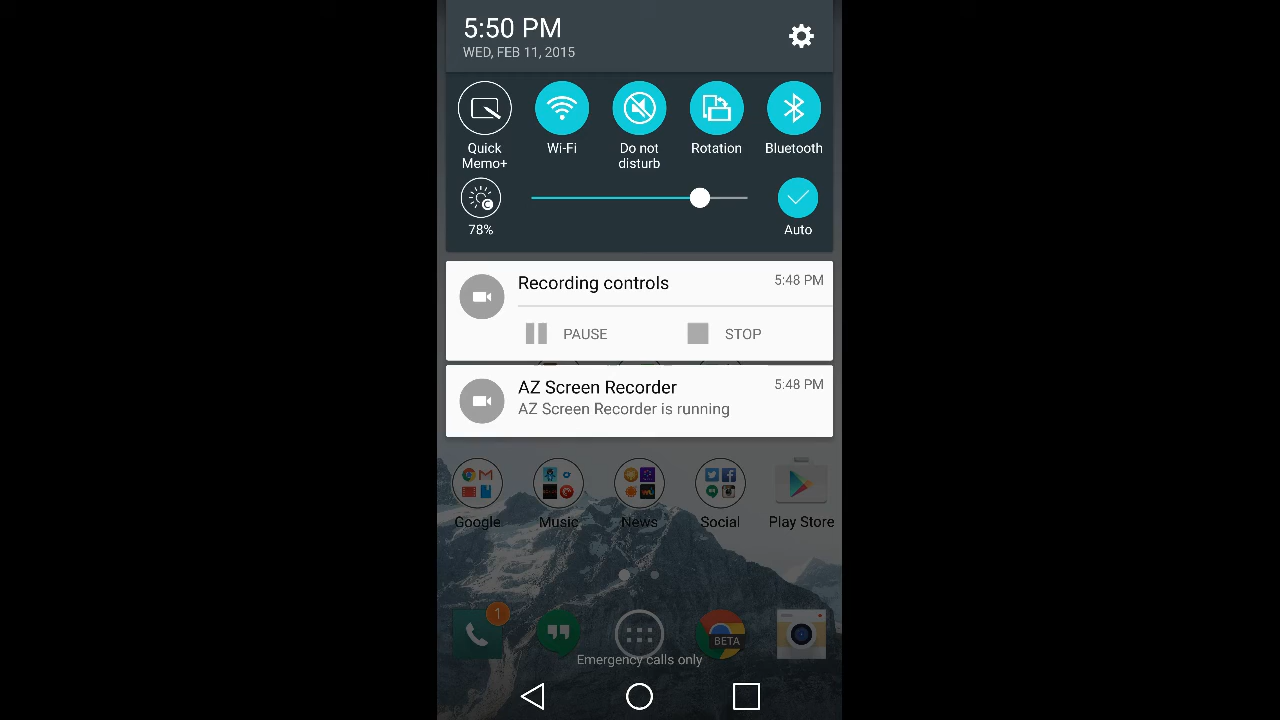 5:50 PM
WED, FEB 11, 2015
Quick Memo+
Wi-Fi
Do not disturb
Rotation
Bluetooth
78%
Auto
Recording controls
5:48 PM
PAUSE
STOP
AZ Screen Recorder
5:48 PM
AZ Screen Recorder is running
Google
Music
News
Social
Play Store
1
BETA
Emergency calls only